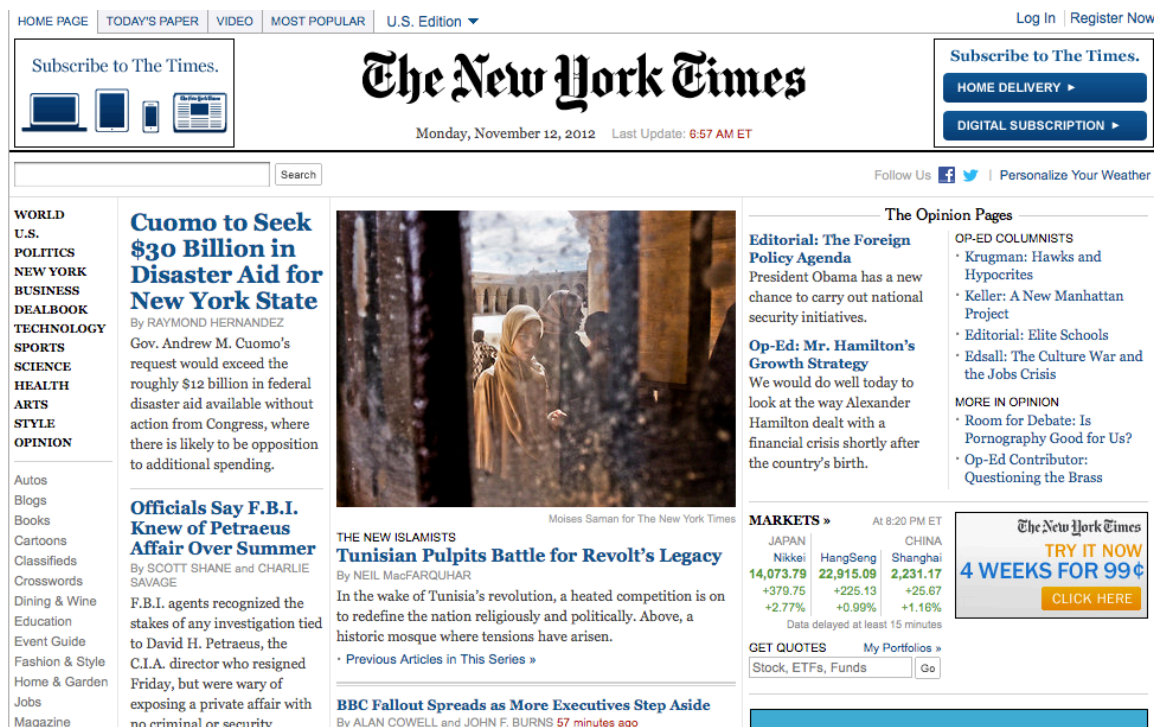 HOME PAGE
TODAY'S PAPER
VIDEO
MOST POPULAR
U.S. Edition
Log In
Register Now
Subscribe to The Times.
The New York Times
Monday, November 12, 2012
Last Update: 6:57 AM ET
Subscribe to The Times.
HOME DELIVERY
DIGITAL SUBSCRIPTION
Search
Follow Us
Personalize Your Weather
WORLD
U.S.
POLITICS
NEW YORK
BUSINESS
DEALBOOK
TECHNOLOGY
SPORTS
SCIENCE
HEALTH
ARTS
STYLE
OPINION
Autos
Blogs
Books
Cartoons
Classifieds
Crosswords
Dining & Wine
Education
Event Guide
Fashion & Style
Home & Garden
Jobs
Magazine
Cuomo to Seek
$30 Billion in
Disaster Aid for
New York State
By RAYMOND HERNANDEZ
Gov. Andrew M. Cuomo's
request would exceed the
roughly $12 billion in federal
disaster aid available without
action from Congress, where
there is likely to be opposition
to additional spending.
Officials Say F.B.I.
Knew of Petraeus
Affair Over Summer
By SCOTT SHANE and CHARLIE
SAVAGE
F.B.I. agents recognized the
stakes of any investigation tied
to David H. Petraeus, the
C.I.A. director who resigned
Friday, but were wary of
exposing a private affair with
no criminal or security
Moises Saman for The New York Times
THE NEW ISLAMISTS
Tunisian Pulpits Battle for Revolt's Legacy
By NEIL MacFARQUHAR
In the wake of Tunisia's revolution, a heated competition is on
to redefine the nation religiously and politically. Above, a
historic mosque where tensions have arisen.
· Previous Articles in This Series »
BBC Fallout Spreads as More Executives Step Aside
By ALAN COWELL and JOHN F. BURNS 57 minutes ago
The Opinion Pages
Editorial: The Foreign
Policy Agenda
President Obama has a new
chance to carry out national
security initiatives.
Op-Ed: Mr. Hamilton's
Growth Strategy
We would do well today to
look at the way Alexander
Hamilton dealt with a
financial crisis shortly after
the country's birth.
OP-ED COLUMNISTS
· Krugman: Hawks and
Hypocrites
· Keller: A New Manhattan
Project
· Editorial: Elite Schools
· Edsall: The Culture War and
the Jobs Crisis
MORE IN OPINION
· Room for Debate: Is
Pornography Good for Us?
· Op-Ed Contributor:
Questioning the Brass
MARKETS »
At 8:20 PM ET
JAPAN
CHINA
Nikkei
HangSeng
Shanghai
14,073.79
22,915.09
2,231.17
+379.75
+225.13
+25.67
+2.77%
+0.99%
+1.16%
Data delayed at least 15 minutes
GET QUOTES
My Portfolios »
Stock, ETFs, Funds
Go
The New York Times
TRY IT NOW
4 WEEKS FOR 99¢
CLICK HERE